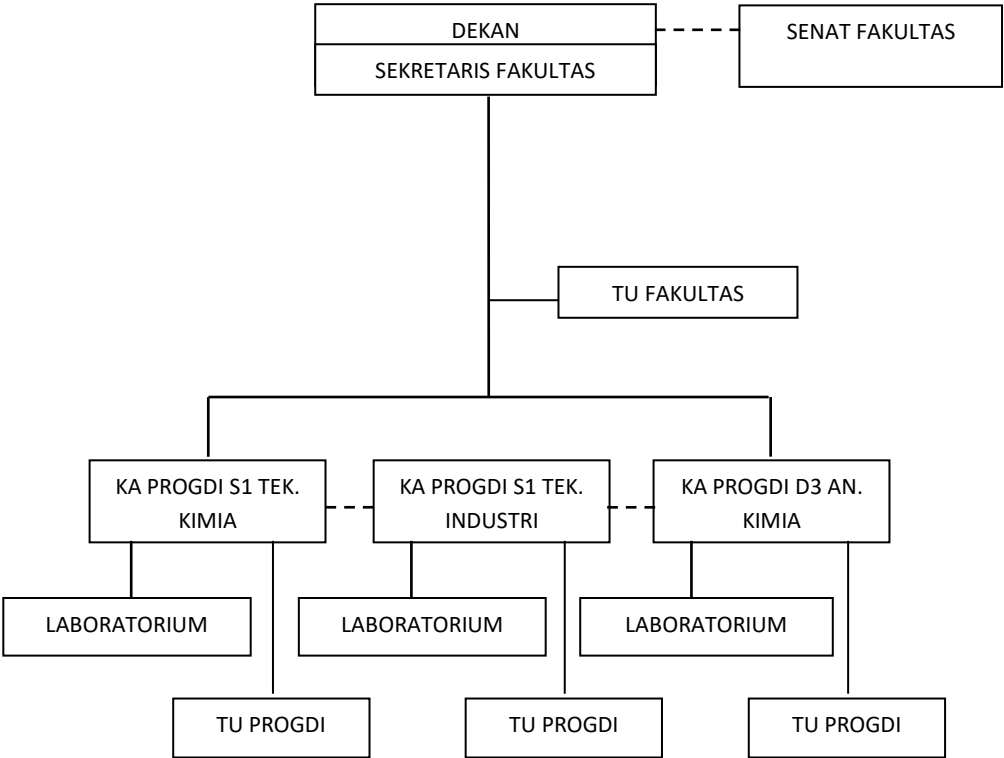 DEKAN
SENAT FAKULTAS
SEKRETARIS FAKULTAS
TU FAKULTAS
KA PROGDI S1 TEK.
KIMIA
KA PROGDI S1 TEK.
INDUSTRI
KA PROGDI D3 AN.
KIMIA
LABORATORIUM
LABORATORIUM
LABORATORIUM
TU PROGDI
TU PROGDI
TU PROGDI